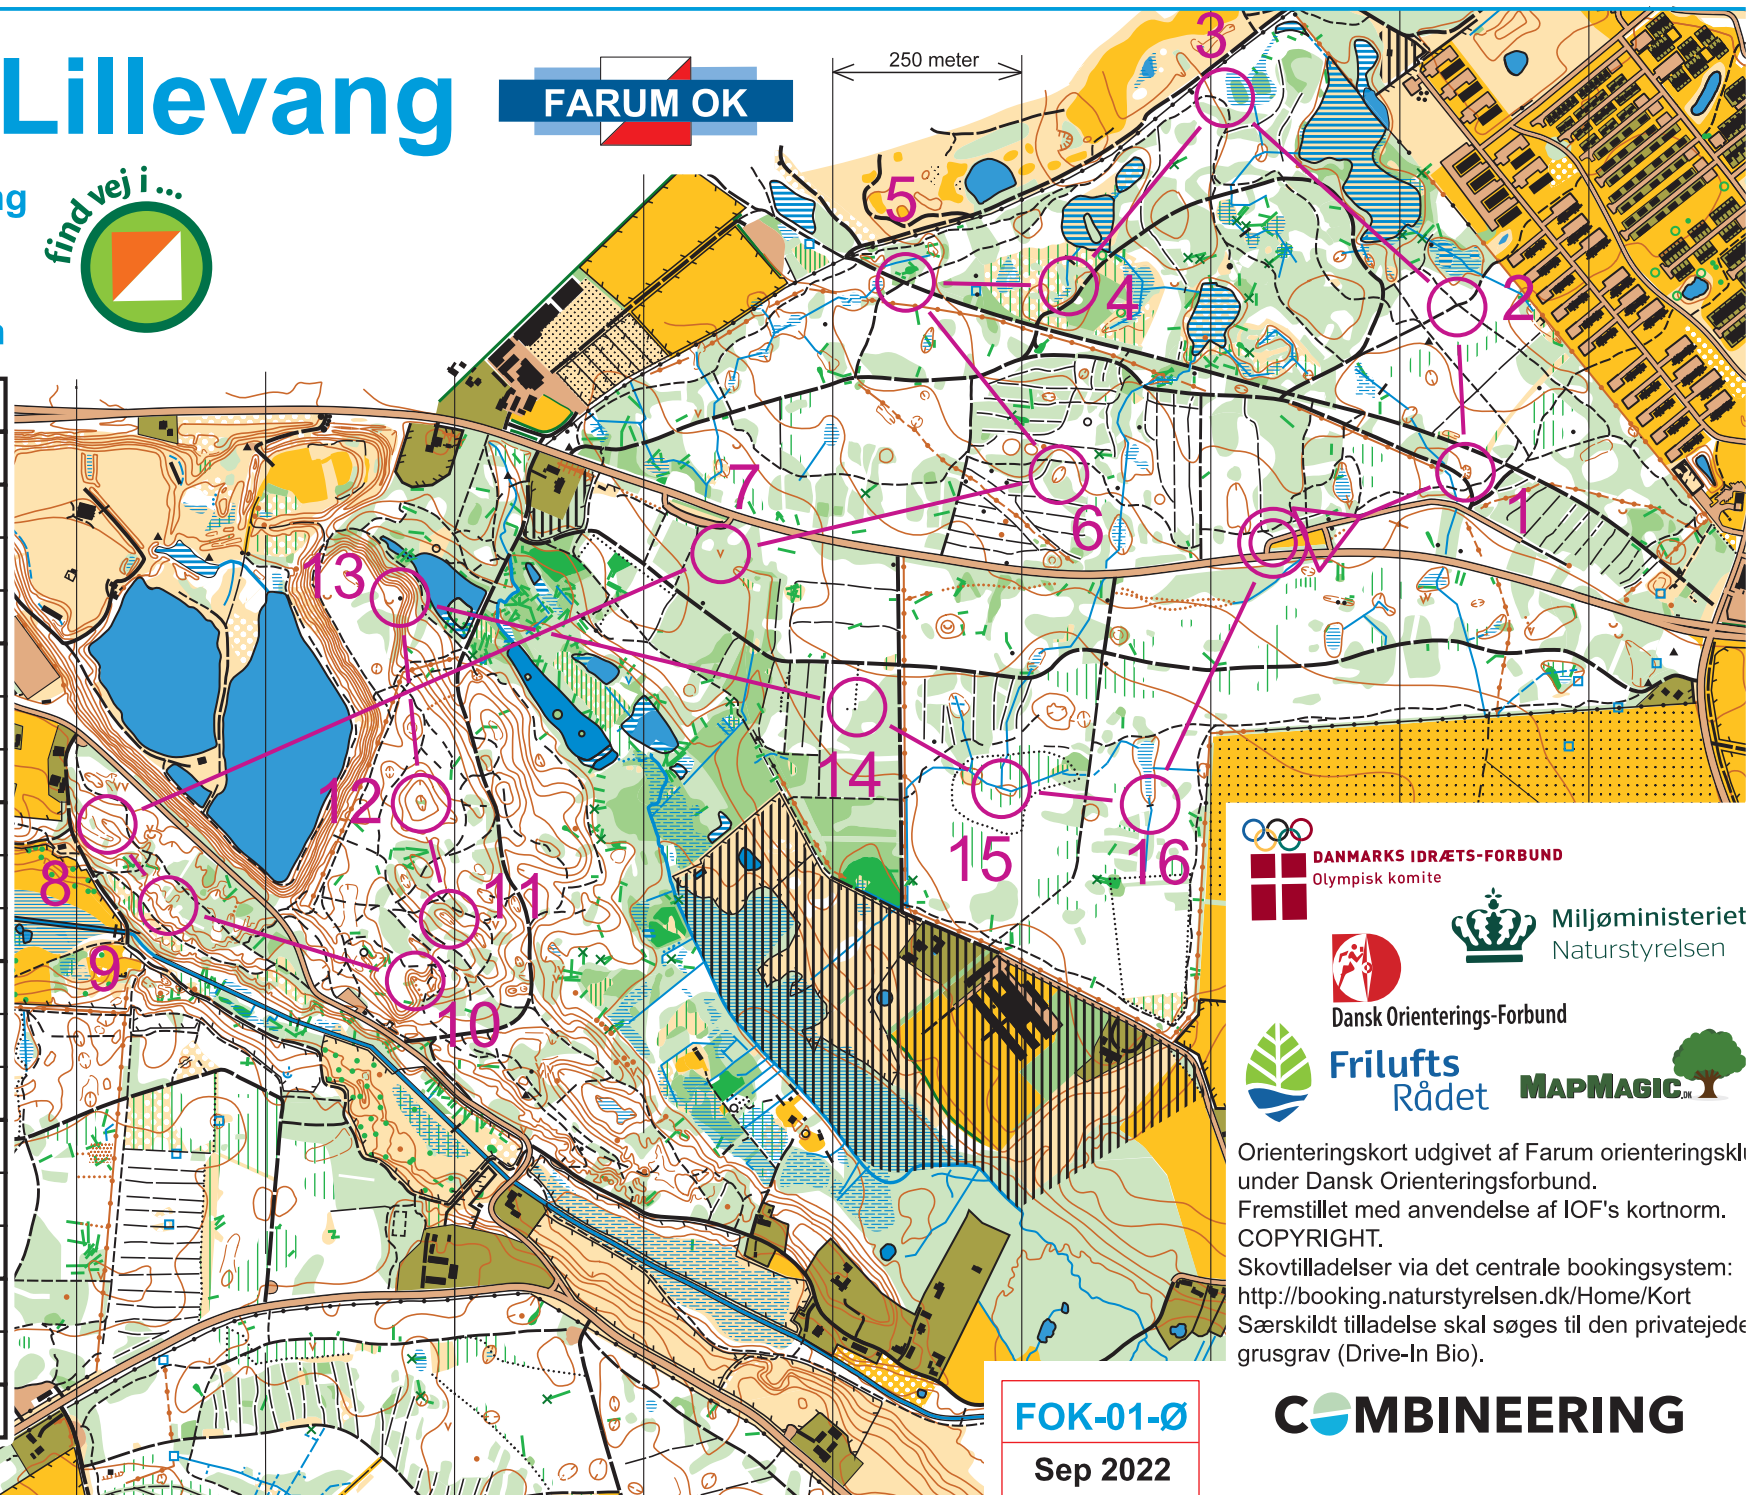 Lillevang
FARUM OK
250 meter
find vej i ...
3
5
4
2
7
6
1
13
14
12
15
16
8
11
9
10
DANMARKS IDRÆTS-FORBUND
Olympisk komite
Miljøministeriet
Naturstyrelsen
Dansk Orienterings-Forbund
Frilufts
Rådet
MAPMAGIC.DK
Orienteringskort udgivet af Farum orienteringsklu
under Dansk Orienteringsforbund.
Fremstillet med anvendelse af IOF's kortnorm.
COPYRIGHT.
Skovtilladelser via det centrale bookingsystem:
http://booking.naturstyrelsen.dk/Home/Kort
Særskildt tilladelse skal søges til den privatejede
grusgrav (Drive-In Bio).
COMBINEERING
FOK-01-Ø
Sep 2022